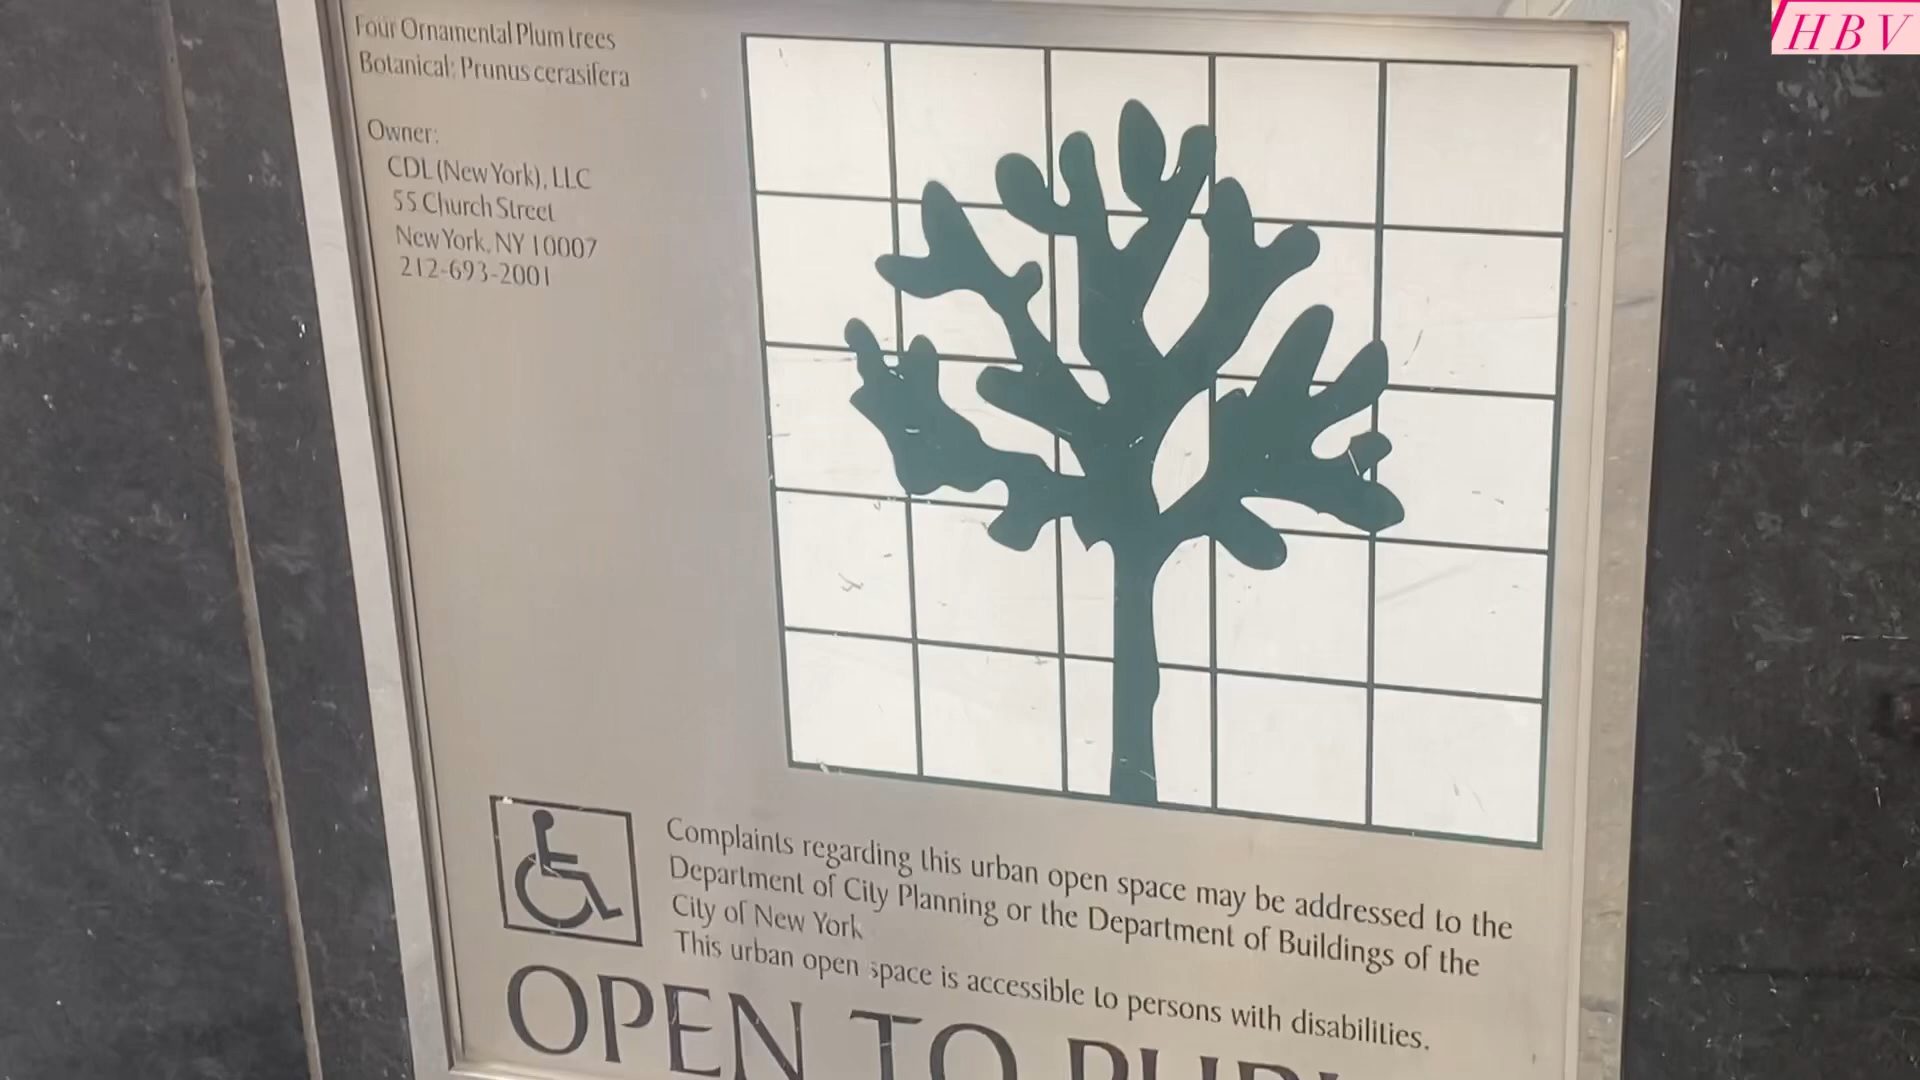 HBV
Four Ornamental Plum trees
Botanical: Prunus cerasifera
Owner:
CDL (New York), LLC
55 Church Street
New York, NY 10007
212-693-2001
Complaints regarding this urban open space may be addressed to the
Department of City Planning or the Department of Buildings of the
City of New York
This urban open space is accessible to persons with disabilities.
OPEN TO